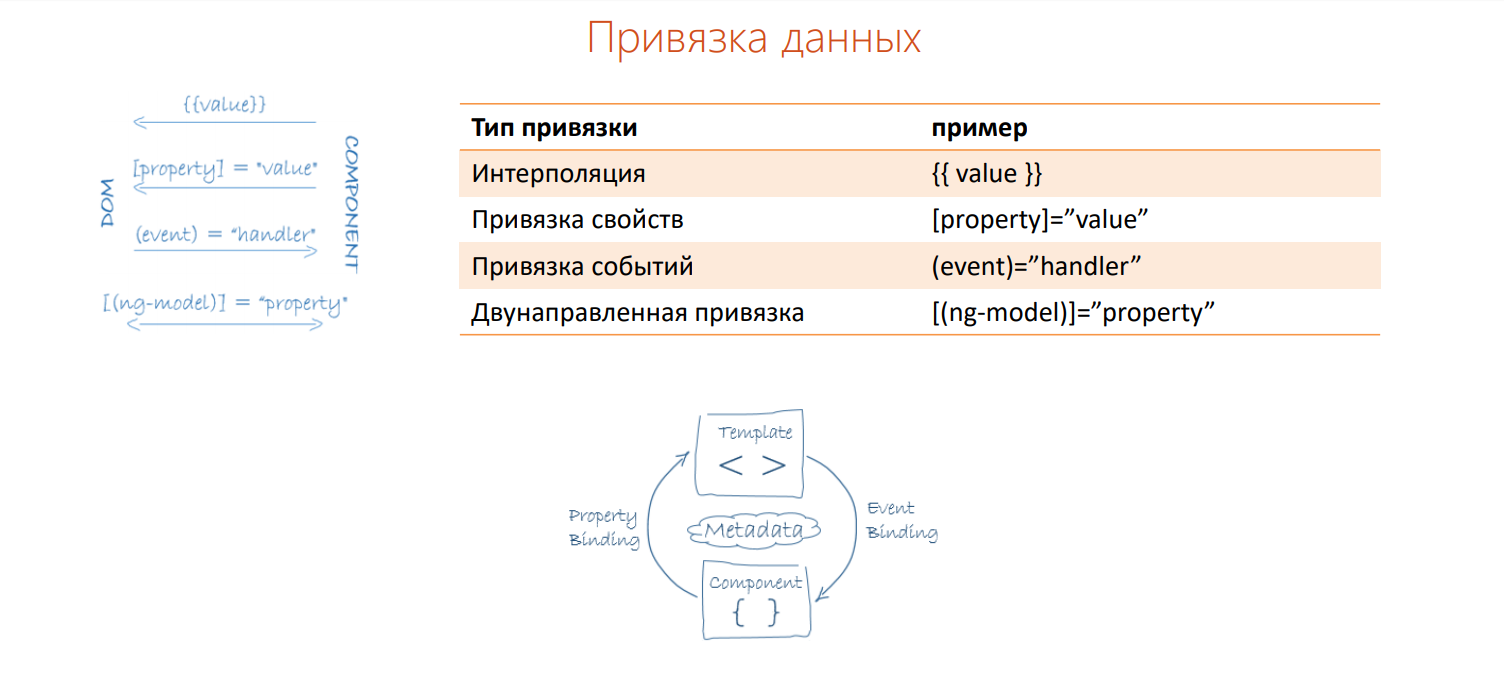 Привязка данных
{{value}}
[property] = "value"
(event) = "handler"
[(ng-model)] = "property"
DOM
COMPONENT
Тип привязки пример
Интерполяция {{ value }}
Привязка свойств [property]=”value”
Привязка событий (event)=”handler”
Двунаправленная привязка [(ng-model)]=”property”
Template
< >
Property
Binding
Metadata
Event
Binding
Component
{ }